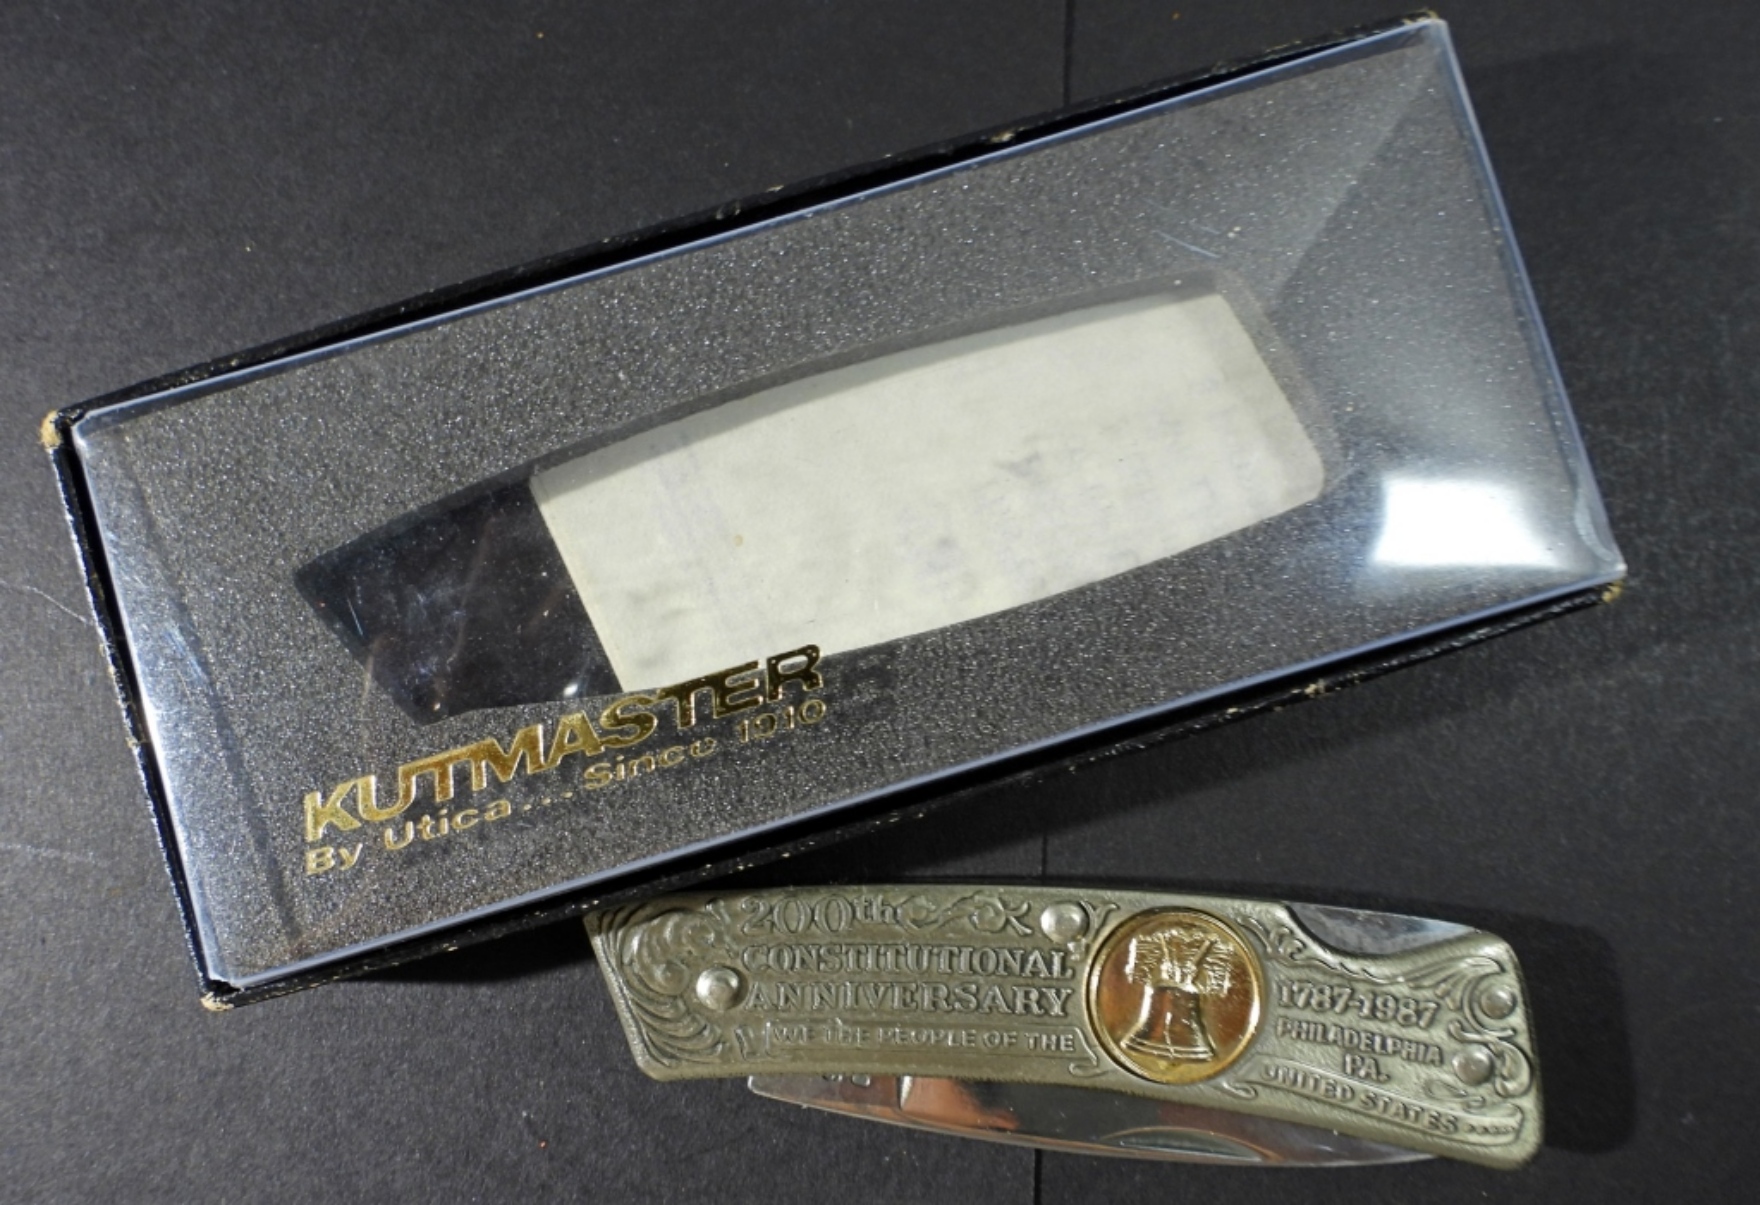 KUTMASTER
By Utica....Since 1910
200th
CONSTITUTIONAL
ANNIVERSARY
WE THE PEOPLE OF THE
1787-1987
PHILADELPHIA
PA.
UNITED STATES.....